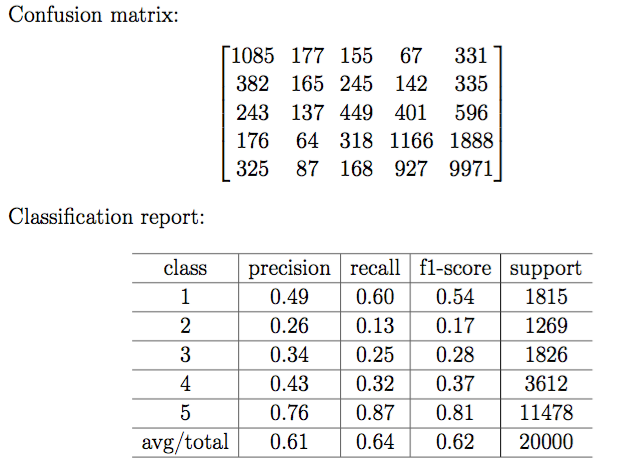 Confusion matrix:
1085 177 155 67 331
382 165 245 142 335
243 137 449 401 596
176 64 318 1166 1888
325 87 168 927 9971
Classification report:
class precision recall f1-score support
1 0.49 0.60 0.54 1815
2 0.26 0.13 0.17 1269
3 0.34 0.25 0.28 1826
4 0.43 0.32 0.37 3612
5 0.76 0.87 0.81 11478
avg/total 0.61 0.64 0.62 20000